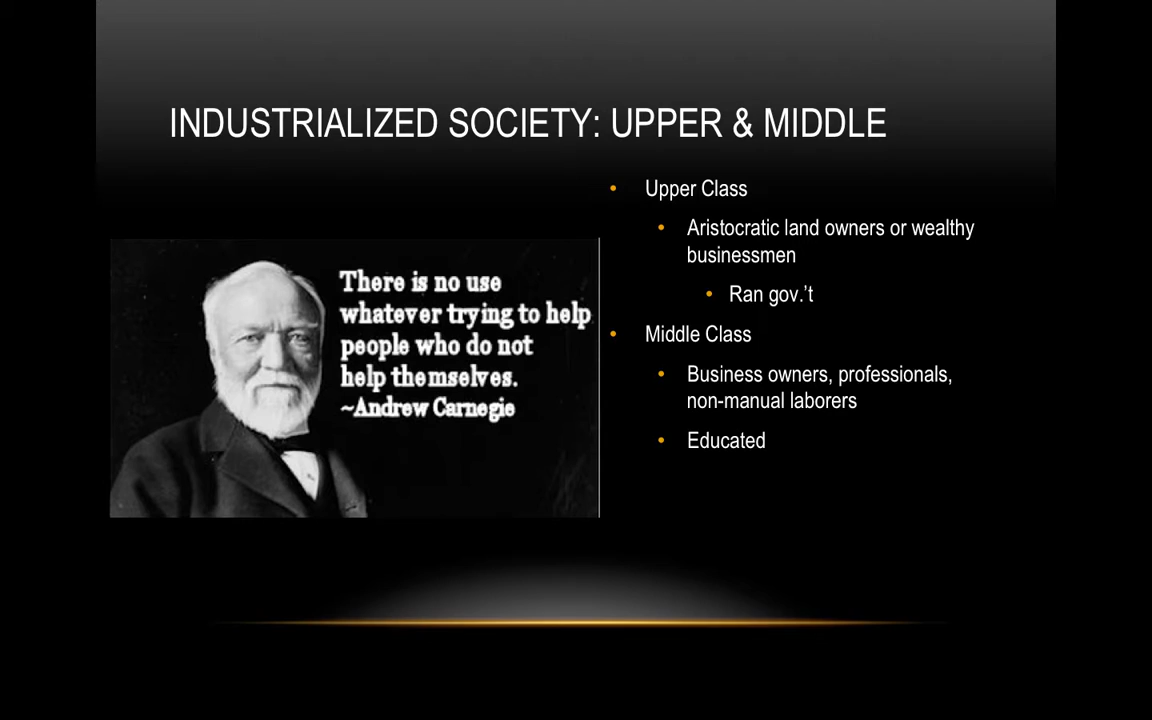 INDUSTRIALIZED SOCIETY: UPPER & MIDDLE
There is no use
whatever trying to help
people who do not
help themselves.
~Andrew Carnegie
• Upper Class
• Aristocratic land owners or wealthy
businessmen
• Ran gov.’t
• Middle Class
• Business owners, professionals,
non-manual laborers
• Educated